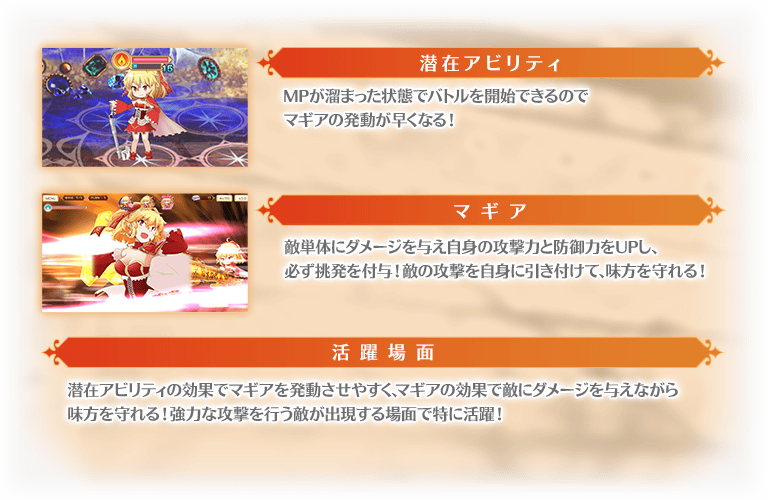 潜在アビリティ
MPが溜まった状態でバトルを開始できるので
マギアの発動が早くなる!
16
マギア
敵単体にダメージを与え自身の攻撃力と防御力をUPし、
必ず挑発を付与!敵の攻撃を自身に引き付けて、味方を守れる!
活躍場面
潜在アビリティの効果でマギアを発動させやすく、マギアの効果で敵にダメージを与えながら
味方を守れる!強力な攻撃を行う敵が出現する場面で特に活躍!